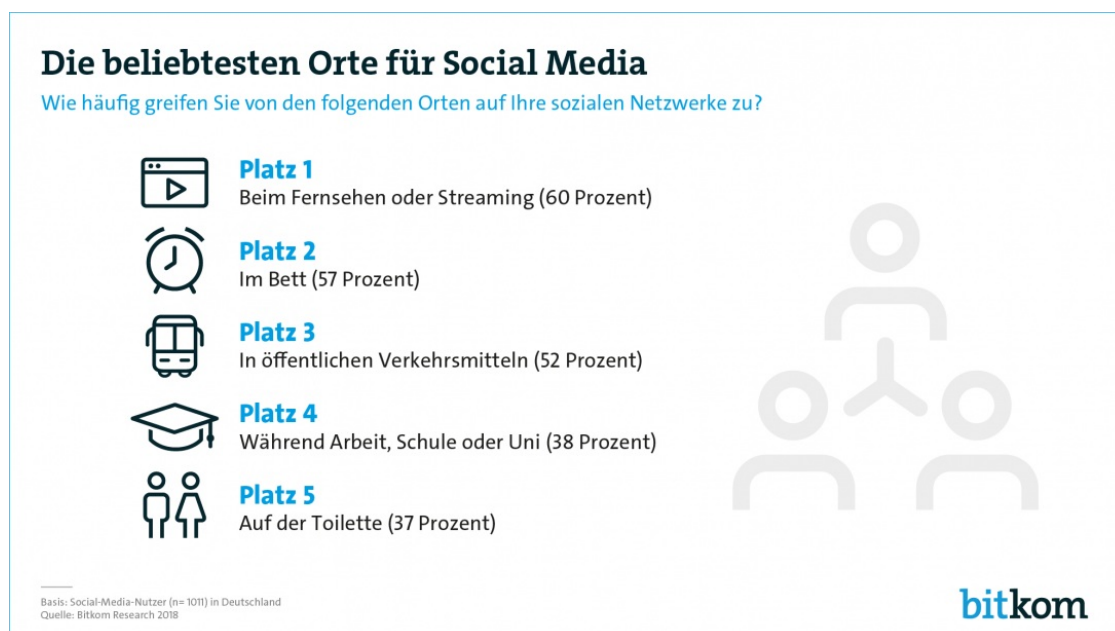 Die beliebtesten Orte für Social Media
Wie häufig greifen Sie von den folgenden Orten auf Ihre sozialen Netzwerke zu?
Platz 1
Beim Fernsehen oder Streaming (60 Prozent)
Platz 2
Im Bett (57 Prozent)
Platz 3
In öffentlichen Verkehrsmitteln (52 Prozent)
Platz 4
Während Arbeit, Schule oder Uni (38 Prozent)
Platz 5
Auf der Toilette (37 Prozent)
Basis: Social-Media-Nutzer (n= 1011) in Deutschland
Quelle: Bitkom Research 2018
bitkom